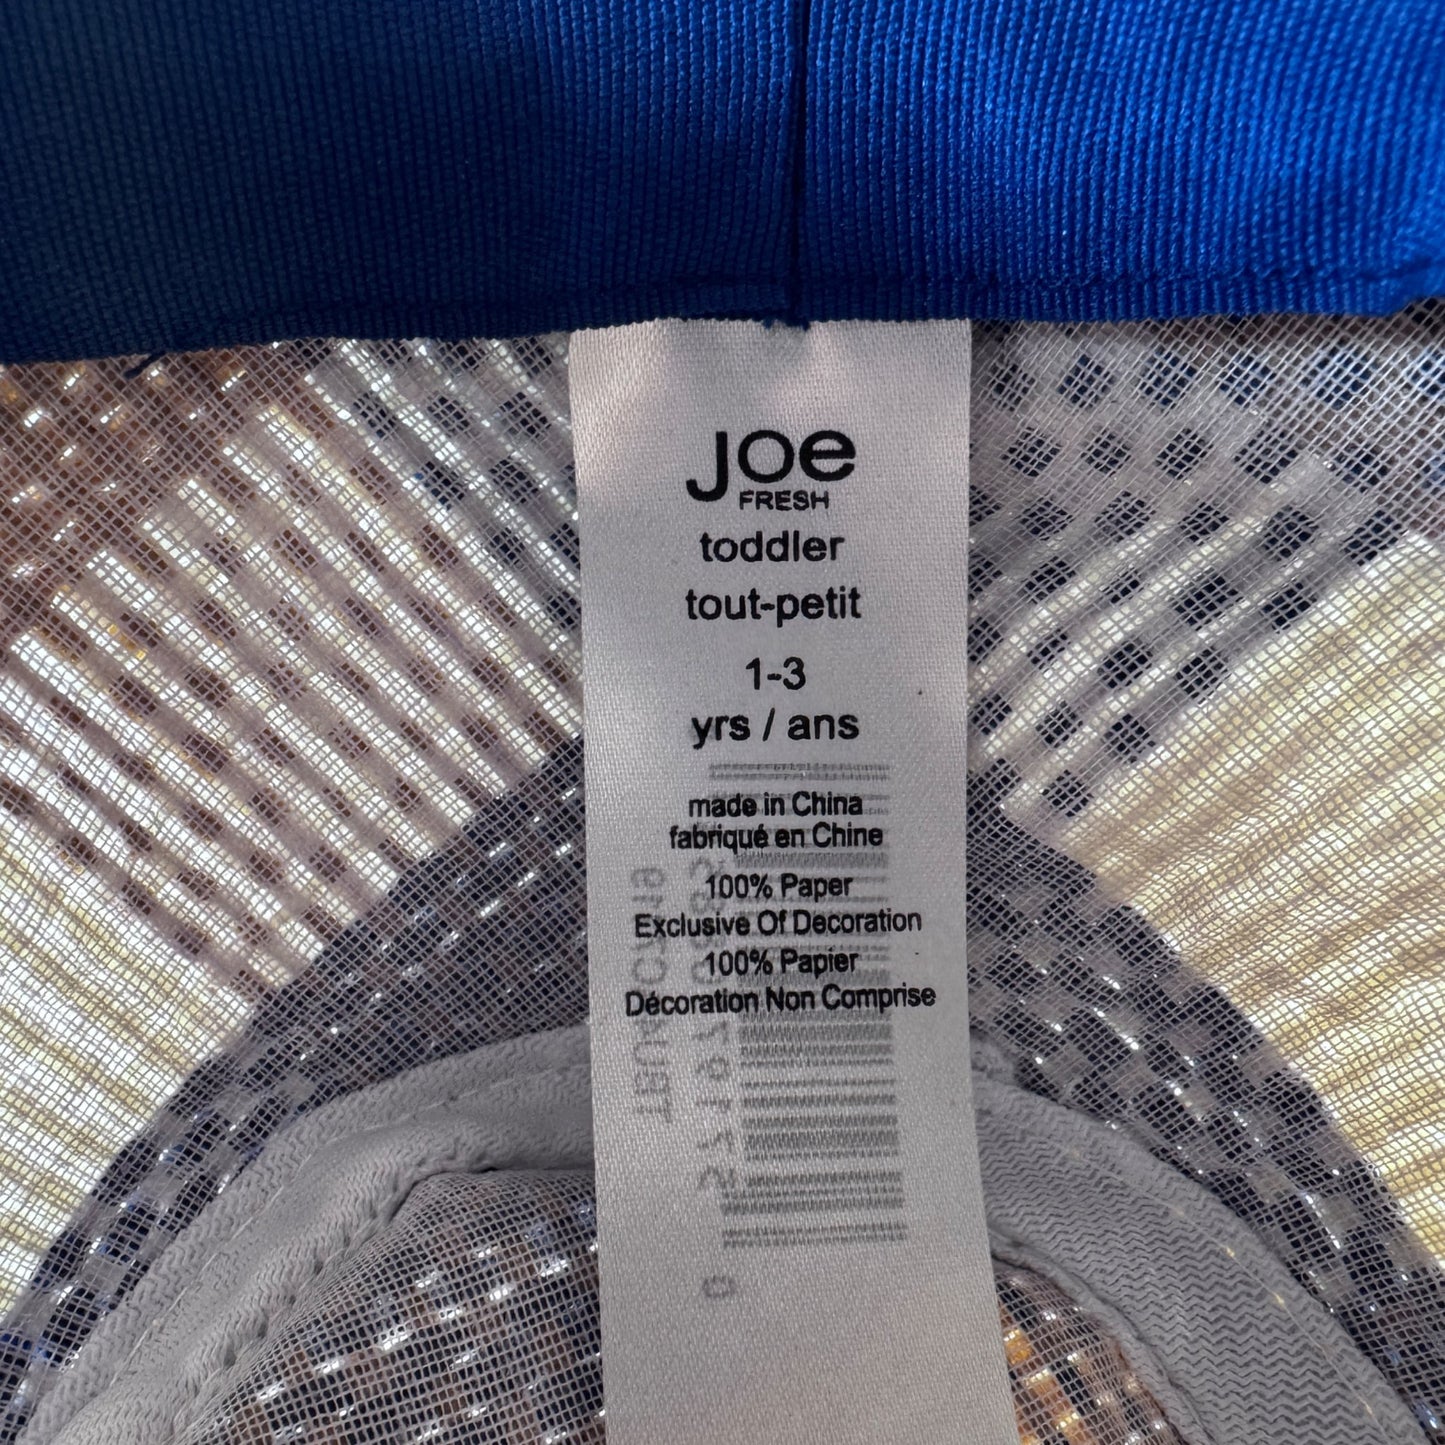 Joe
FRESH
toddler
tout-petit
1-3
yrs / ans
made in China
fabriqué en Chine
100% Paper
Exclusive Of Decoration
100% Papier
Décoration Non Comprise